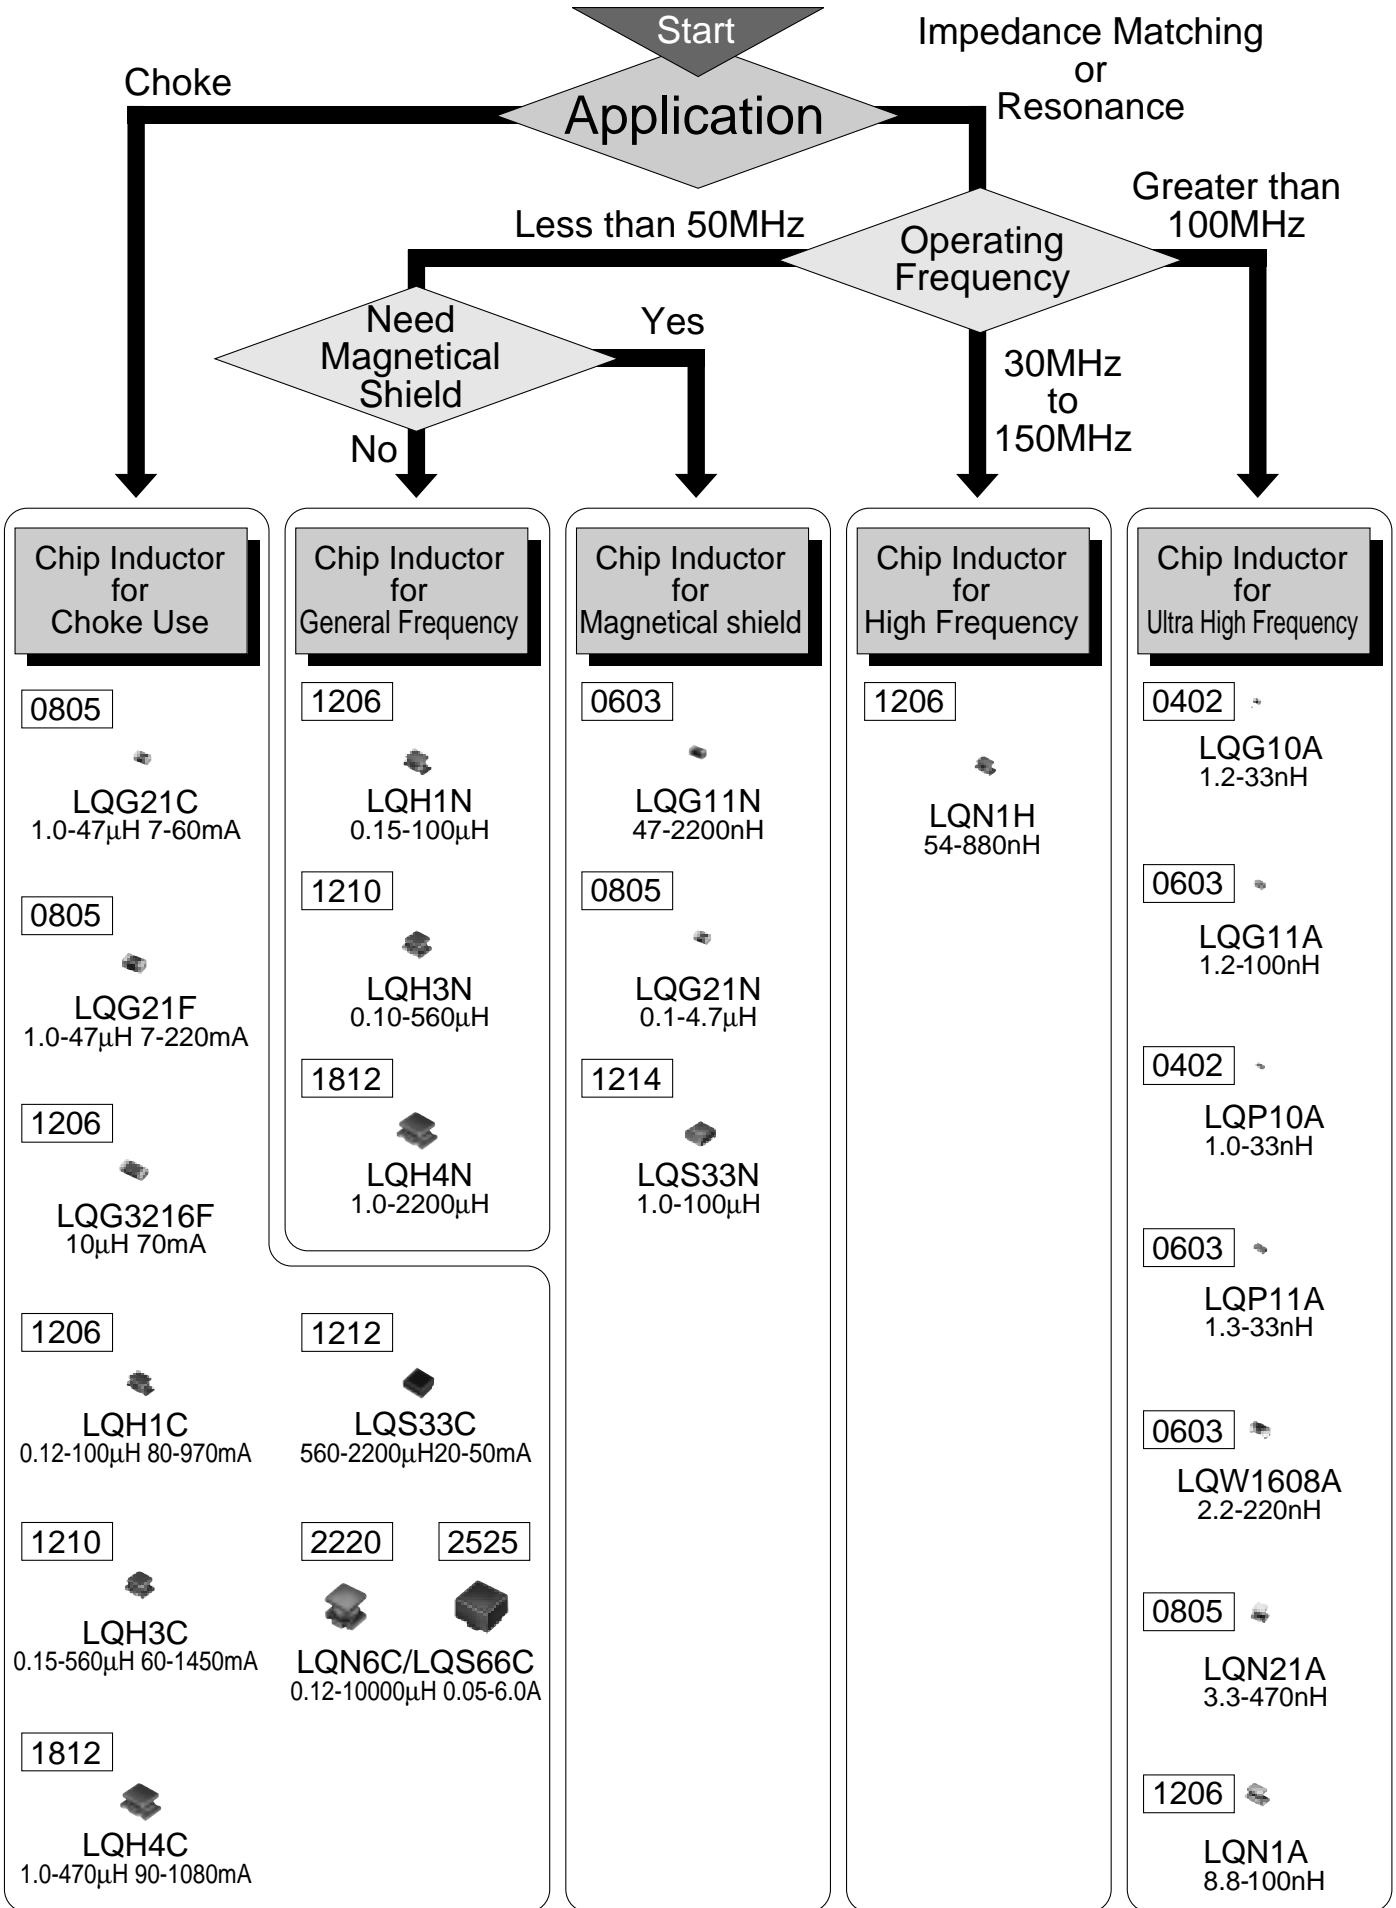 Start
Application
Choke
Impedance Matching
or
Resonance
Greater than
100MHz
Less than 50MHz
Operating
Frequency
Need
Magnetical
Shield
Yes
No
30MHz
to
150MHz
Chip Inductor
for
Choke Use
0805
LQG21C
1.0-47μH 7-60mA
0805
LQG21F
1.0-47μH 7-220mA
1206
LQG3216F
10μH 70mA
1206
LQH1C
0.12-100μH 80-970mA
1210
LQH3C
0.15-560μH 60-1450mA
1812
LQH4C
1.0-470μH 90-1080mA
1212
LQS33C
560-2200μH20-50mA
2220
2525
LQN6C/LQS66C
0.12-10000μH 0.05-6.0A
Chip Inductor
for
General Frequency
1206
LQH1N
0.15-100μH
1210
LQH3N
0.10-560μH
1812
LQH4N
1.0-2200μH
Chip Inductor
for
Magnetical shield
0603
LQG11N
47-2200nH
0805
LQG21N
0.1-4.7μH
1214
LQS33N
1.0-100μH
Chip Inductor
for
High Frequency
1206
LQN1H
54-880nH
Chip Inductor
for
Ultra High Frequency
0402
LQG10A
1.2-33nH
0603
LQG11A
1.2-100nH
0402
LQP10A
1.0-33nH
0603
LQP11A
1.3-33nH
0603
LQW1608A
2.2-220nH
0805
LQN21A
3.3-470nH
1206
LQN1A
8.8-100nH